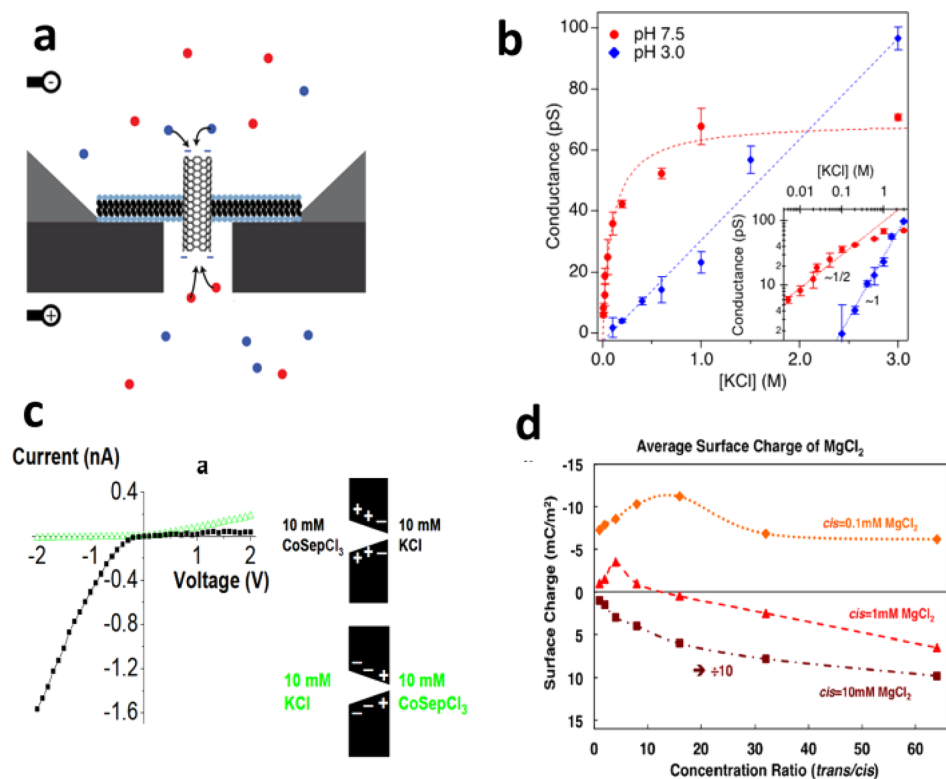 a
b
pH 7.5
pH 3.0
100
80
60
40
20
0
Conductance (pS)
0.0
1.0
2.0
3.0
[KCl] (M)
[KCl] (M)
0.01
0.1
1
Conductance (pS)
100
6
4
2
10
6
4
2
~1/2
~1
c
Current (nA)
a
0.4
-2
-1
1
2
Voltage (V)
-0.4
-0.8
-1.2
-1.6
10 mM
CoSepCl₃
+ + −
+ + −
10 mM
KCl
10 mM
KCl
− − +
− − +
10 mM
CoSepCl₃
d
Average Surface Charge of MgCl₂
-15
-10
-5
0
5
10
15
Surface Charge (mC/m²)
cis=0.1mM MgCl₂
cis=1mM MgCl₂
➔ ÷10
cis=10mM MgCl₂
0
10
20
30
40
50
60
Concentration Ratio (trans/cis)